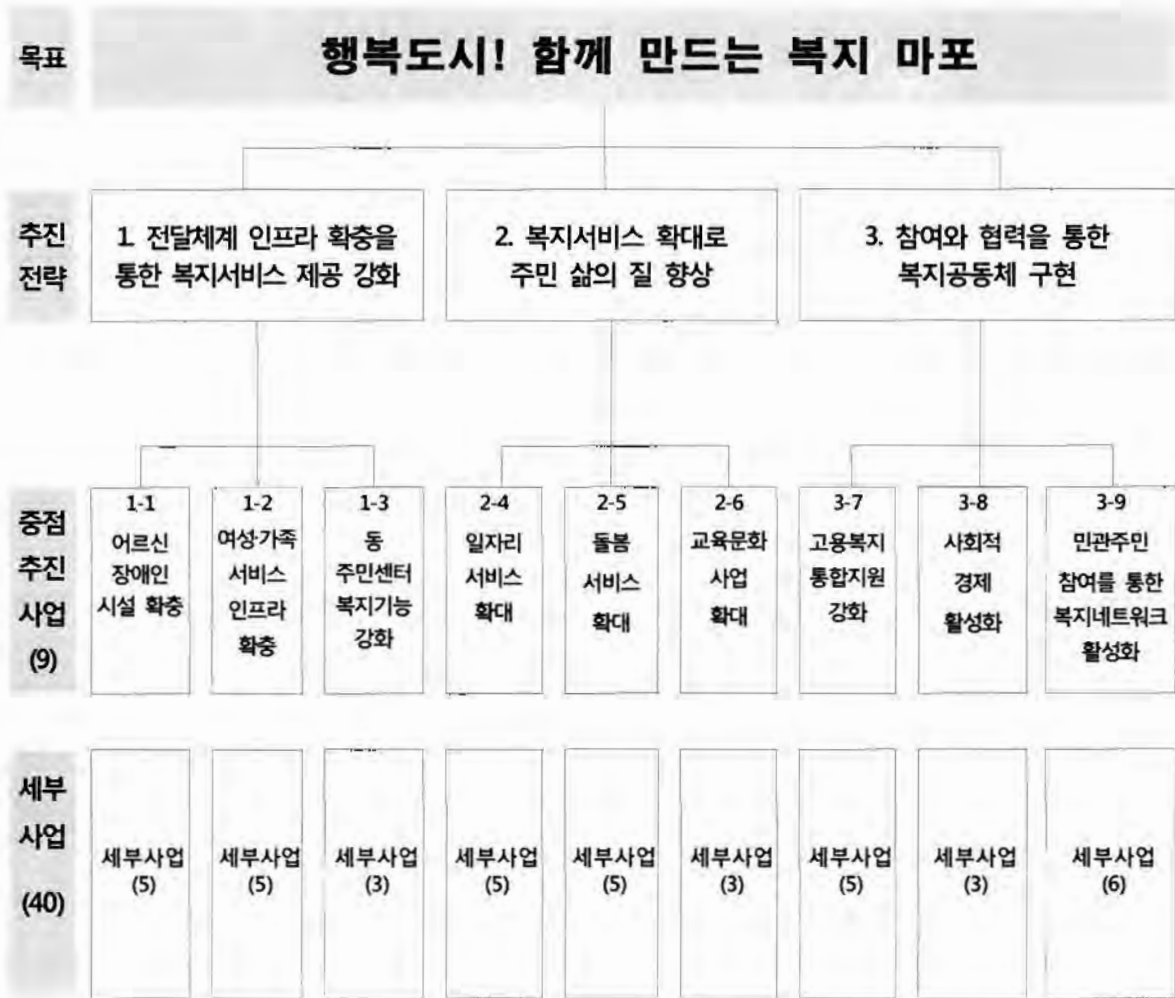 목표
행복도시! 함께 만드는 복지 마포
추진
전략
1. 전달체계 인프라 확충을
통한 복지서비스 제공 강화
2. 복지서비스 확대로
주민 삶의 질 향상
3. 참여와 협력을 통한
복지공동체 구현
중점
추진
사업
(9)
1-1
어르신
장애인
시설 확충
1-2
여성·가족
서비스
인프라
확충
1-3
동
주민센터
복지기능
강화
2-4
일자리
서비스
확대
2-5
돌봄
서비스
확대
2-6
교육문화
사업
확대
3-7
고용복지
통합지원
강화
3-8
사회적
경제
활성화
3-9
민관주민
참여를 통한
복지네트워크
활성화
세부
사업
(40)
세부사업
(5)
세부사업
(5)
세부사업
(3)
세부사업
(5)
세부사업
(5)
세부사업
(3)
세부사업
(5)
세부사업
(3)
세부사업
(6)